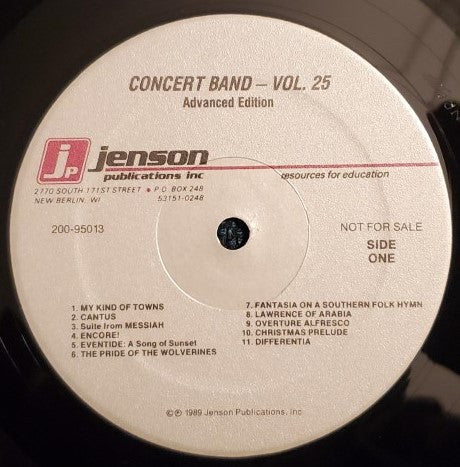 CONCERT BAND — VOL. 25
Advanced Edition
jP jenson
publications inc
resources for education
2770 SOUTH 171ST STREET • P.O. BOX 248
NEW BERLIN, WI 53151-0248
200-95013
NOT FOR SALE
SIDE
ONE
1. MY KIND OF TOWNS
2. CANTUS
3. Suite from MESSIAH
4. ENCORE!
5. EVENTIDE: A Song of Sunset
6. THE PRIDE OF THE WOLVERINES
7. FANTASIA ON A SOUTHERN FOLK HYMN
8. LAWRENCE OF ARABIA
9. OVERTURE ALFRESCO
10. CHRISTMAS PRELUDE
11. DIFFERENTIA
©℗ 1989 Jenson Publications, Inc